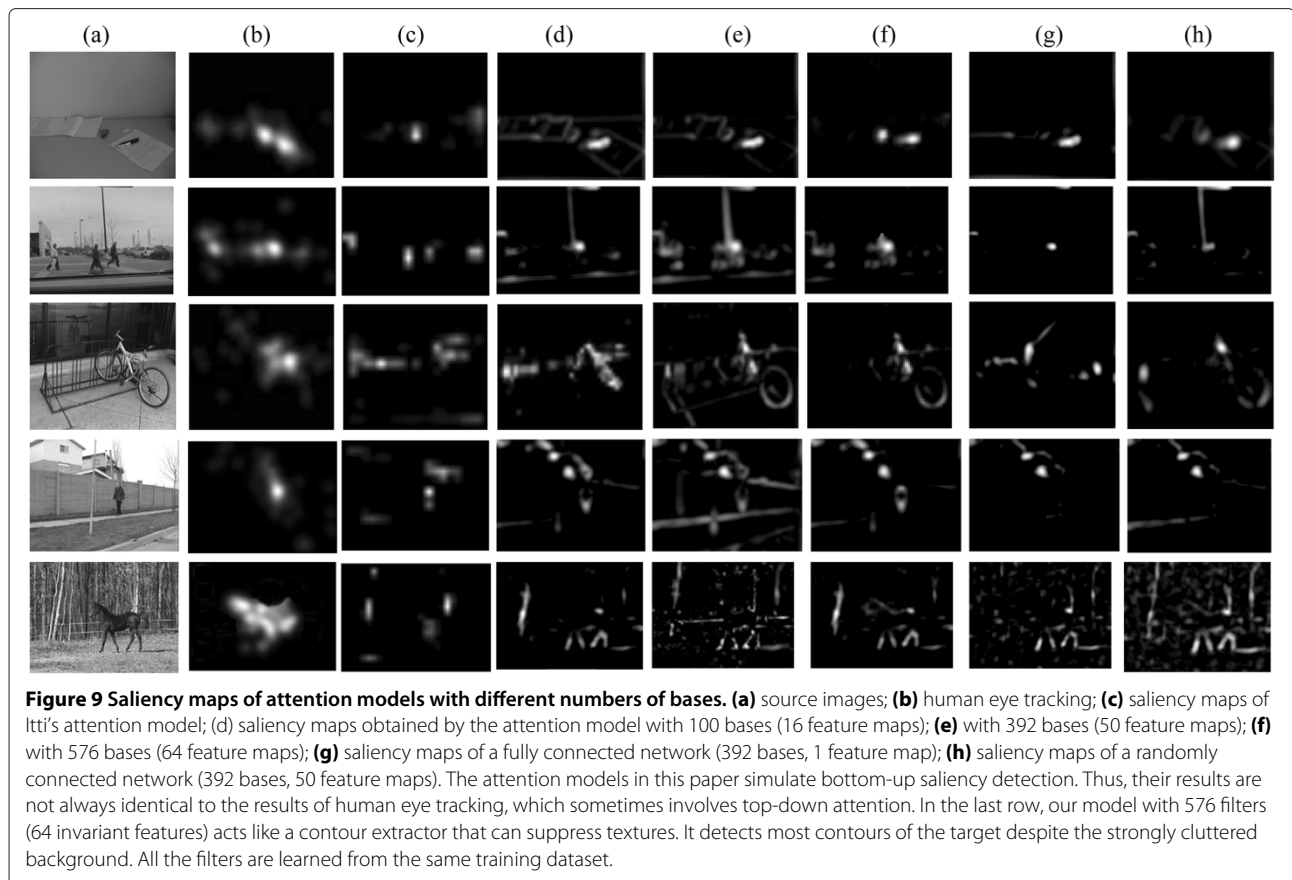 (a) (b) (c) (d) (e) (f) (g) (h)
Figure 9 Saliency maps of attention models with different numbers of bases. (a) source images; (b) human eye tracking; (c) saliency maps of
Itti's attention model; (d) saliency maps obtained by the attention model with 100 bases (16 feature maps); (e) with 392 bases (50 feature maps); (f)
with 576 bases (64 feature maps); (g) saliency maps of a fully connected network (392 bases, 1 feature map); (h) saliency maps of a randomly
connected network (392 bases, 50 feature maps). The attention models in this paper simulate bottom-up saliency detection. Thus, their results are
not always identical to the results of human eye tracking, which sometimes involves top-down attention. In the last row, our model with 576 filters
(64 invariant features) acts like a contour extractor that can suppress textures. It detects most contours of the target despite the strongly cluttered
background. All the filters are learned from the same training dataset.